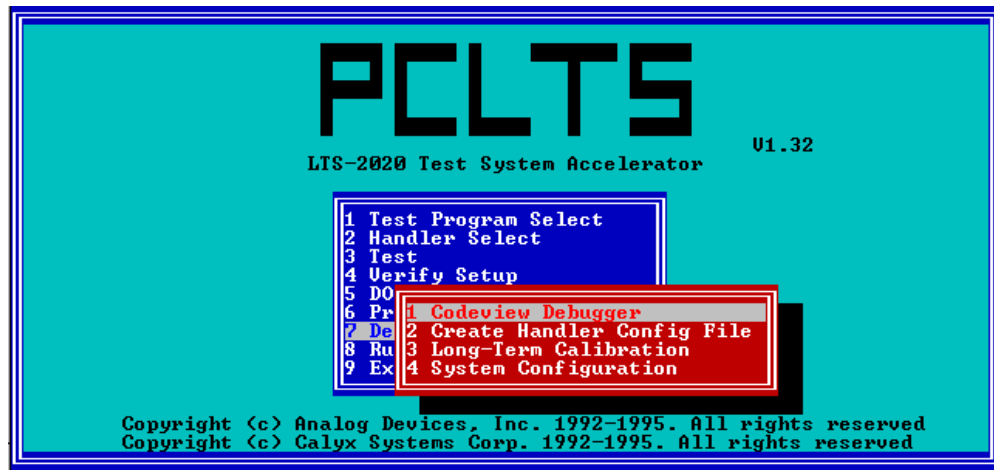 PCLTS
V1.32
LTS-2020 Test System Accelerator
1 Test Program Select
2 Handler Select
3 Test
4 Verify Setup
5 DO
6 Pr
7 De
8 Ru
9 Ex
1 Codeview Debugger
2 Create Handler Config File
3 Long-Term Calibration
4 System Configuration
Copyright (c) Analog Devices, Inc. 1992-1995. All rights reserved
Copyright (c) Calyx Systems Corp. 1992-1995. All rights reserved